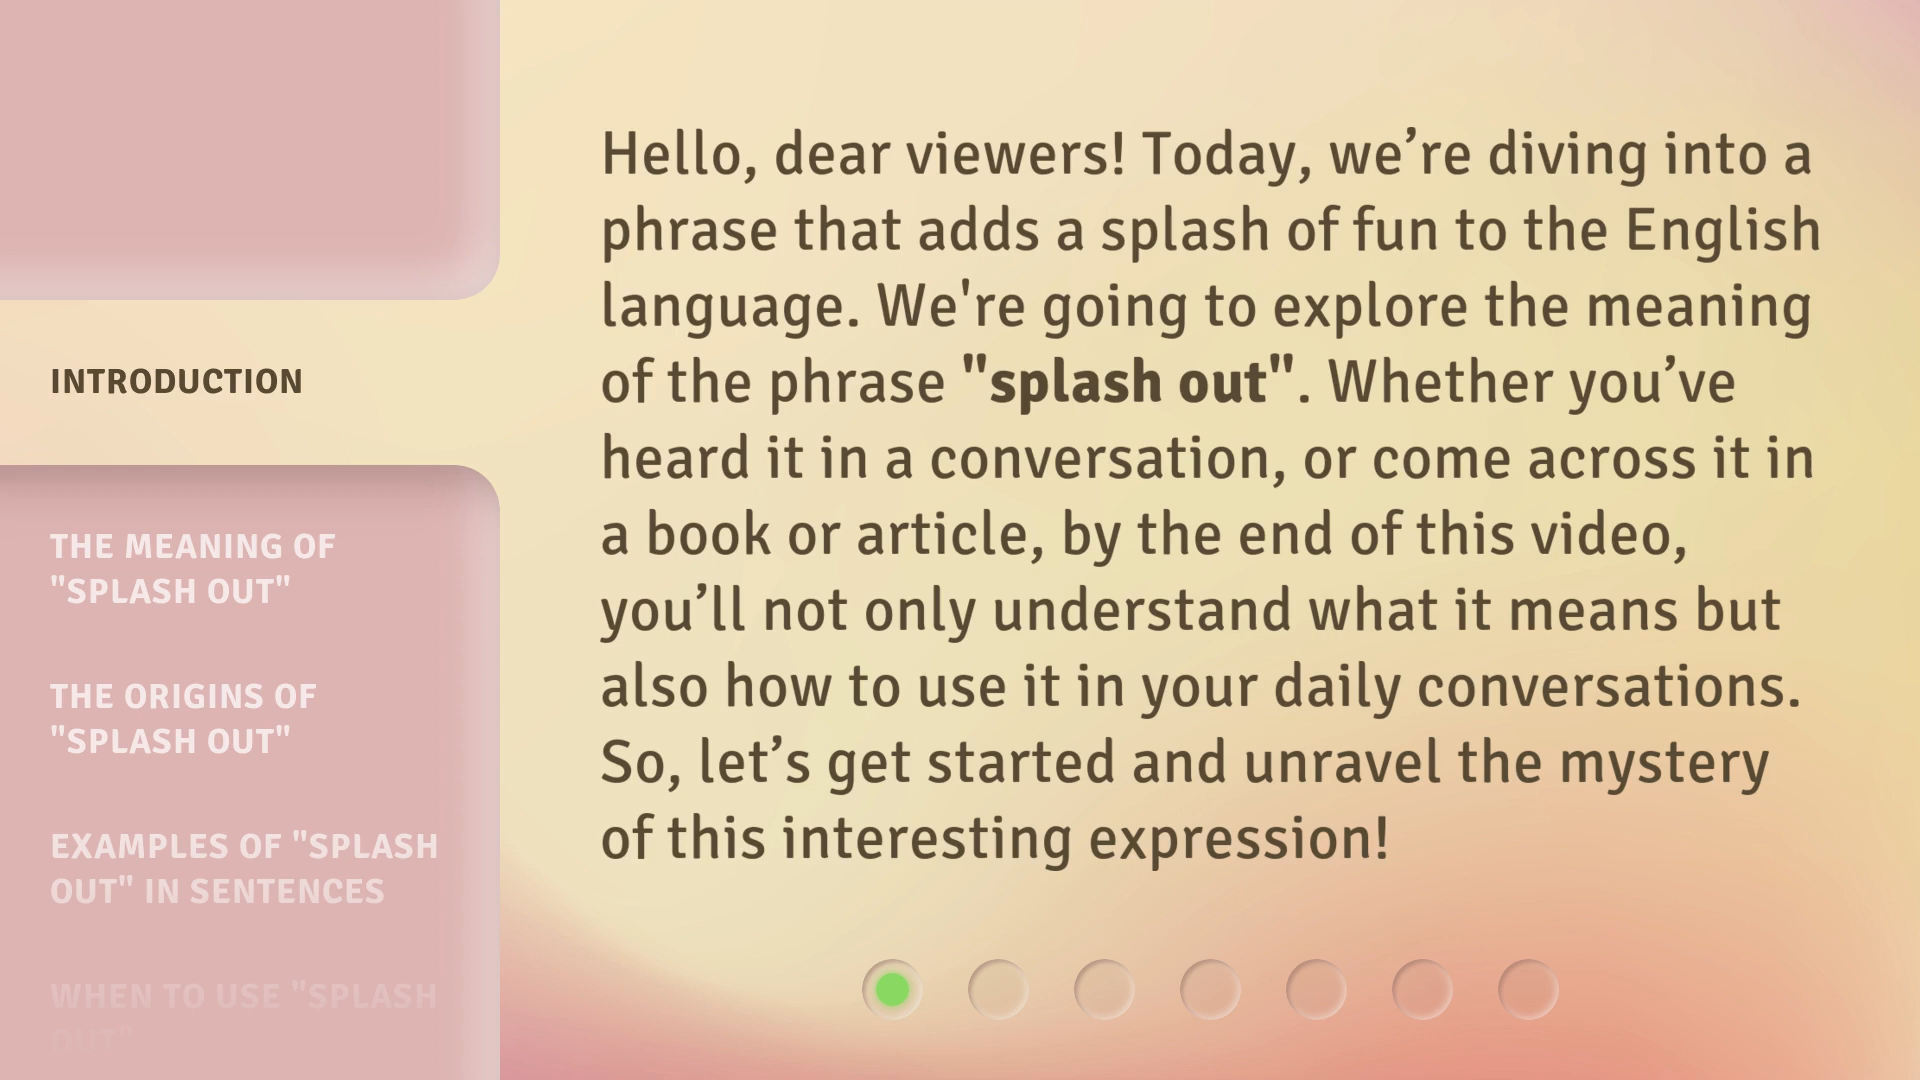 INTRODUCTION
THE MEANING OF
"SPLASH OUT"
THE ORIGINS OF
"SPLASH OUT"
EXAMPLES OF "SPLASH
OUT" IN SENTENCES
WHEN TO USE "SPLASH
OUT"
Hello, dear viewers! Today, we’re diving into a
phrase that adds a splash of fun to the English
language. We're going to explore the meaning
of the phrase "splash out". Whether you’ve
heard it in a conversation, or come across it in
a book or article, by the end of this video,
you’ll not only understand what it means but
also how to use it in your daily conversations.
So, let’s get started and unravel the mystery
of this interesting expression!